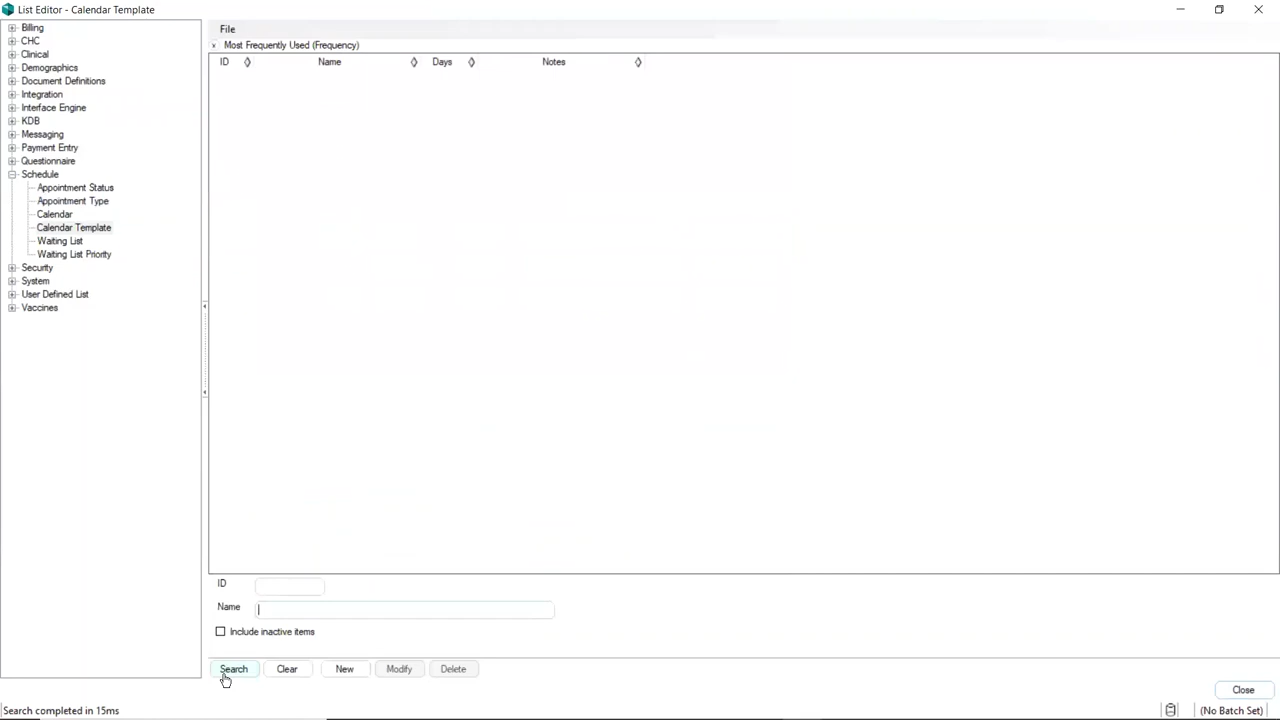 List Editor - Calendar Template
Billing
CHC
Clinical
Demographics
Document Definitions
Integration
Interface Engine
KDB
Messaging
Payment Entry
Questionnaire
Schedule
Appointment Status
Appointment Type
Calendar
Calendar Template
Waiting List
Waiting List Priority
Security
System
User Defined List
Vaccines
File
x Most Frequently Used (Frequency)
ID Name Days Notes
ID
Name
Include inactive items
Search Clear New Modify Delete
Close
Search completed in 15ms
(No Batch Set)